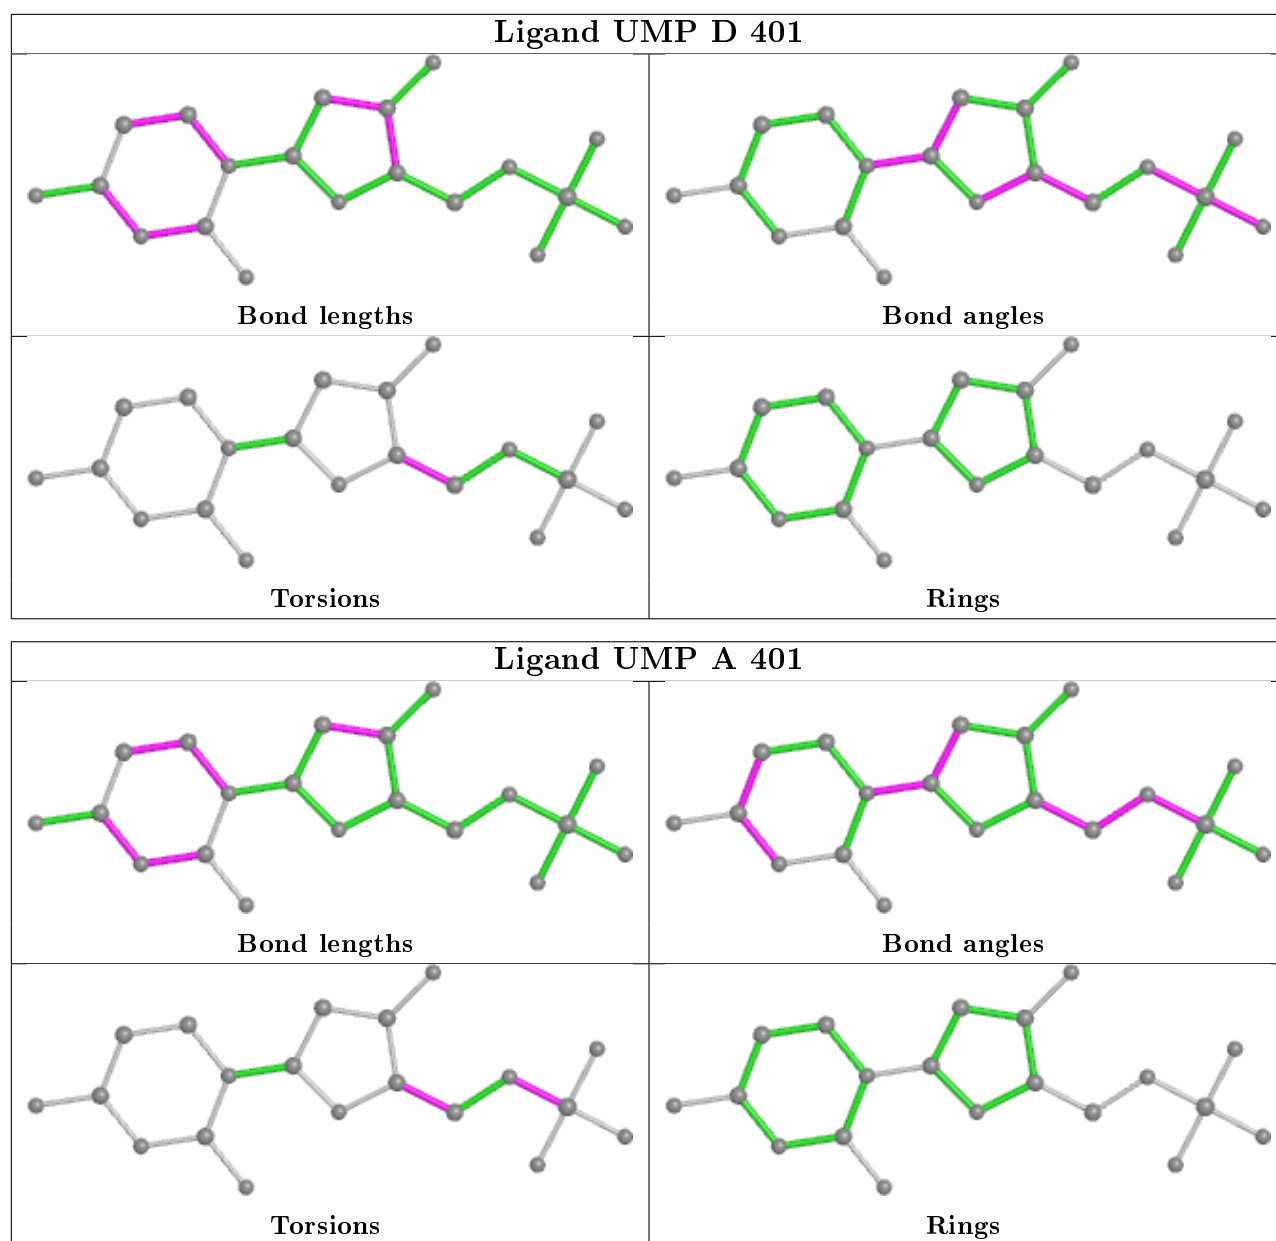 Ligand UMP D 401
Bond lengths
Bond angles
Torsions
Rings
Ligand UMP A 401
Bond lengths
Bond angles
Torsions
Rings